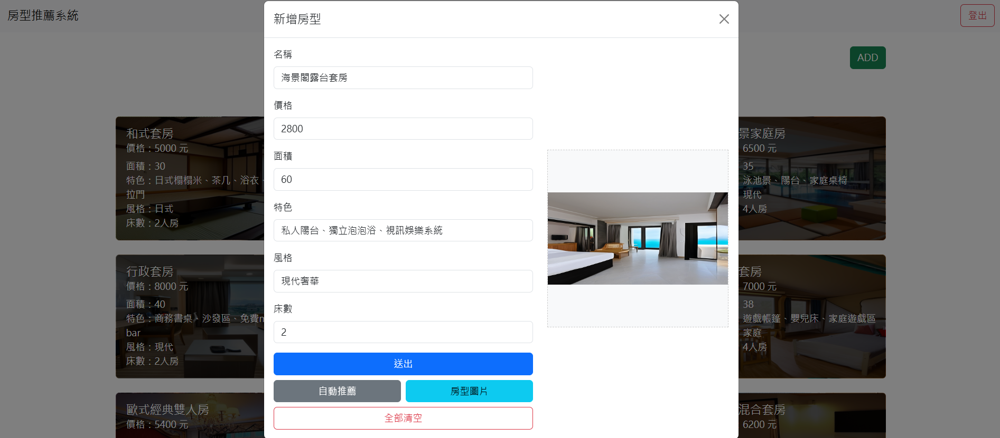 房型推薦系統
登出
ADD
新增房型
名稱
海景閣露台套房
價格
2800
面積
60
特色
私人陽台、獨立泡泡浴、視訊娛樂系統
風格
現代奢華
床數
2
送出
自動推薦
房型圖片
全部清空
和式套房
價格：5000 元
面積：30
特色：日式榻榻米、茶几、浴衣、
拉門
風格：日式
床數：2人房
景家庭房
6500 元
35
泳池景、陽台、家庭桌椅
現代
4人房
行政套房
價格：8000 元
面積：40
特色：商務書桌、沙發區、免費
bar
風格：現代
床數：2人房
套房
7000 元
38
遊戲帳篷、嬰兒床、家庭遊戲區
家庭
4人房
歐式經典雙人房
價格：5400 元
混合套房
6200 元